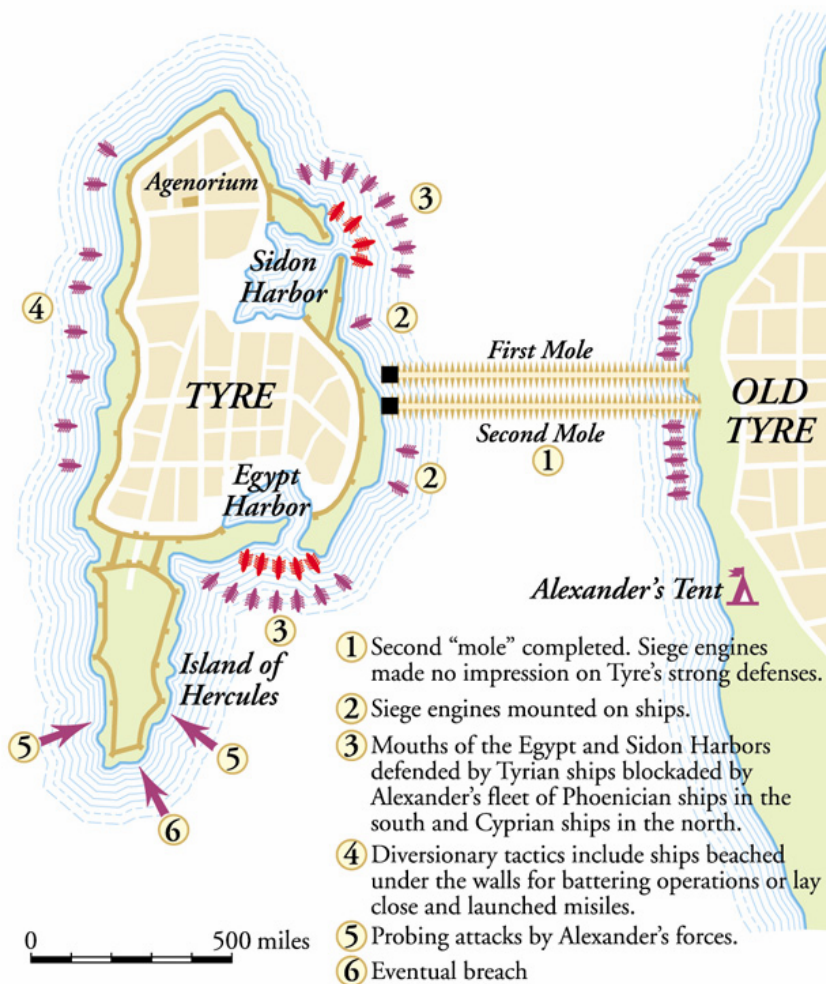 Agenorium
3
Sidon
Harbor
4
2
First Mole
TYRE
OLD
TYRE
Second Mole
1
Egypt
Harbor
2
Alexander's Tent
3
Island of
Hercules
5
5
6
1 Second “mole” completed. Siege engines
made no impression on Tyre’s strong defenses.
2 Siege engines mounted on ships.
3 Mouths of the Egypt and Sidon Harbors
defended by Tyrian ships blockaded by
Alexander’s fleet of Phoenician ships in the
south and Cyprian ships in the north.
4 Diversionary tactics include ships beached
under the walls for battering operations or lay
close and launched misiles.
5 Probing attacks by Alexander’s forces.
6 Eventual breach
0 500 miles